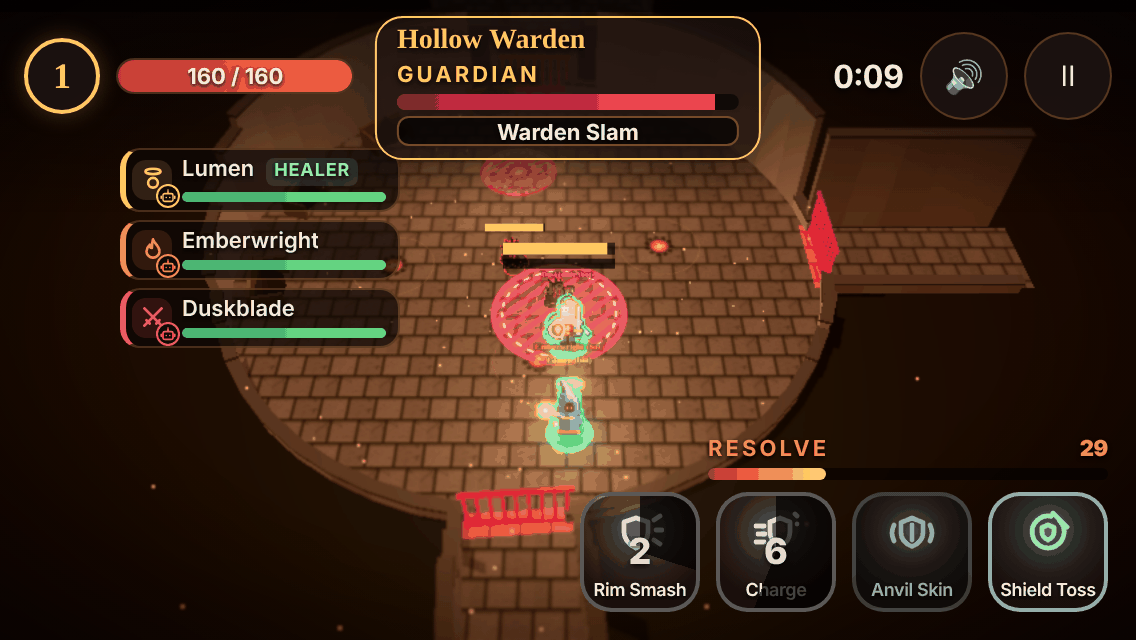 Hollow Warden
GUARDIAN
1
160 / 160
0:09
Warden Slam
Lumen HEALER
Emberwright
Duskblade
RESOLVE 29
2
6
Rim Smash
Charge
Anvil Skin
Shield Toss